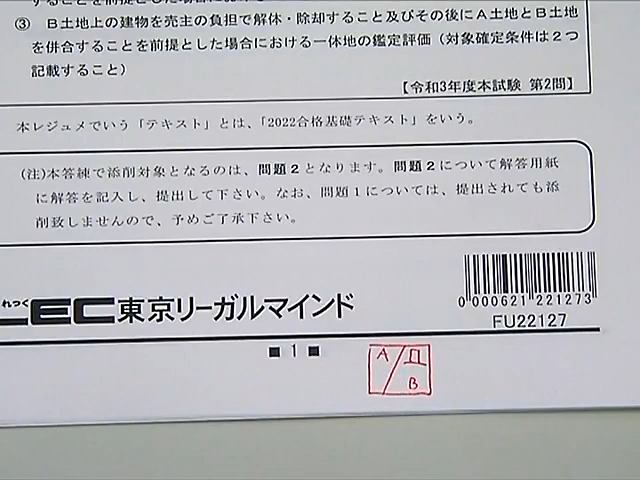 ③ B土地上の建物を売主の負担で解体・除却すること及びその後にA土地とB土地
を併合することを前提とした場合における一体地の鑑定評価(対象確定条件は2つ
記載すること)
【令和3年度本試験 第2問】
本レジュメでいう「テキスト」とは、「2022合格基礎テキスト」をいう。
(注)本答練で添削対象となるのは、問題2となります。問題2について解答用紙
に解答を記入し、提出して下さい。なお、問題1については、提出されても添
削致しませんので、予めご了承下さい。
れっく
LEC東京リーガルマインド
0 000621 221273
FU22127
■ 1 ■
A
B